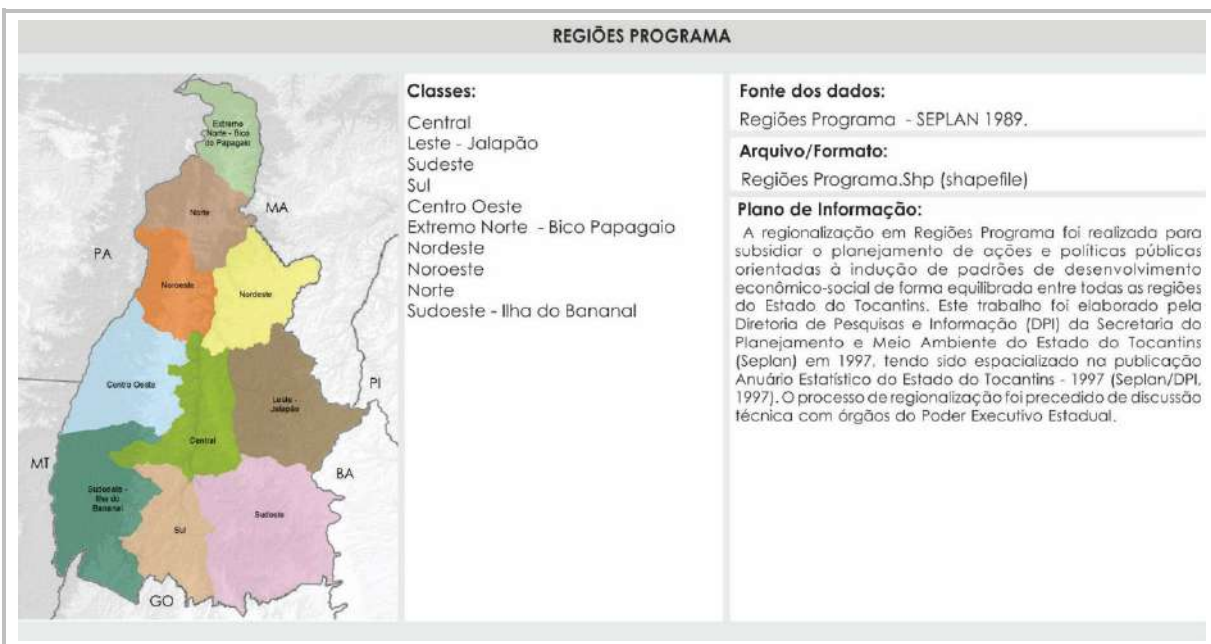 REGIÕES PROGRAMA
Extremo
Norte - Bico
do Papagaio
Norte
MA
PA
Noroeste
Nordeste
Centro Oeste
Leste -
Jalapão
PI
Central
MT
BA
Sudoeste -
Ilha do
Bananal
Sul
Sudeste
GO
Classes:
Central
Leste - Jalapão
Sudeste
Sul
Centro Oeste
Extremo Norte - Bico Papagaio
Nordeste
Noroeste
Norte
Sudoeste - Ilha do Bananal
Fonte dos dados:
Regiões Programa - SEPLAN 1989.
Arquivo/Formato:
Regiões Programa.Shp (shapefile)
Plano de Informação:
A regionalização em Regiões Programa foi realizada para
subsidiar o planejamento de ações e políticas públicas
orientadas à indução de padrões de desenvolvimento
econômico-social de forma equilibrada entre todas as regiões
do Estado do Tocantins. Este trabalho foi elaborado pela
Diretoria de Pesquisas e Informação (DPI) da Secretaria do
Planejamento e Meio Ambiente do Estado do Tocantins
(Seplan) em 1997, tendo sido espacializado na publicação
Anuário Estatístico do Estado do Tocantins - 1997 (Seplan/DPI,
1997). O processo de regionalização foi precedido de discussão
técnica com órgãos do Poder Executivo Estadual.